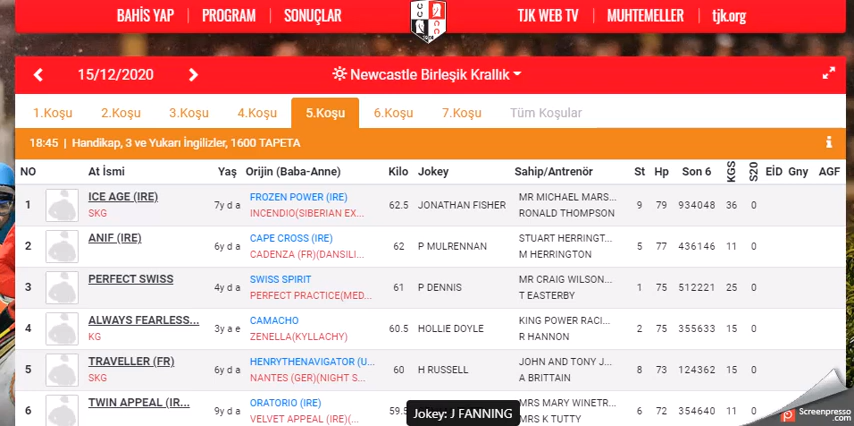 BAHİS YAP | PROGRAM | SONUÇLAR TJK WEB TV | MUHTEMELLER | tjk.org
TJK
15/12/2020 Newcastle Birleşik Krallık
1.Koşu 2.Koşu 3.Koşu 4.Koşu 5.Koşu 6.Koşu 7.Koşu Tüm Koşular
18:45 | Handikap, 3 ve Yukarı İngilizler, 1600 TAPETA
NO At İsmi Yaş Orijin (Baba-Anne) Kilo Jokey Sahip/Antrenör St Hp Son 6 KGS S20 EİD Gny AGF
1 ICE AGE (IRE) SKG 7y d a FROZEN POWER (IRE) INCENDIO(SIBERIAN EX... 62.5 JONATHAN FISHER MR MICHAEL MARS... RONALD THOMPSON 9 79 934048 36 0
2 ANIF (IRE) 6y d a CAPE CROSS (IRE) CADENZA (FR)(DANSILI... 62 P MULRENNAN STUART HERRINGT... M HERRINGTON 5 77 436146 11 0
3 PERFECT SWISS 4y d a SWISS SPIRIT PERFECT PRACTICE(MED... 61 P DENNIS MR CRAIG WILSON... T EASTERBY 1 75 512221 25 0
4 ALWAYS FEARLESS... KG 3y a e CAMACHO ZENELLA(KYLLACHY) 60.5 HOLLIE DOYLE KING POWER RACI... R HANNON 2 75 355633 15 0
5 TRAVELLER (FR) SKG 6y d a HENRYTHENAVIGATOR (U... NANTES (GER)(NIGHT S... 60 H RUSSELL JOHN AND TONY J... A BRITTAIN 8 73 124362 15 0
6 TWIN APPEAL (IR... 9y d a ORATORIO (IRE) VELVET APPEAL (IRE)(... 59.5 MRS MARY WINETR... MRS K TUTTY 6 72 354640 11 0
Jokey: J FANNING
Screenpresso
.com